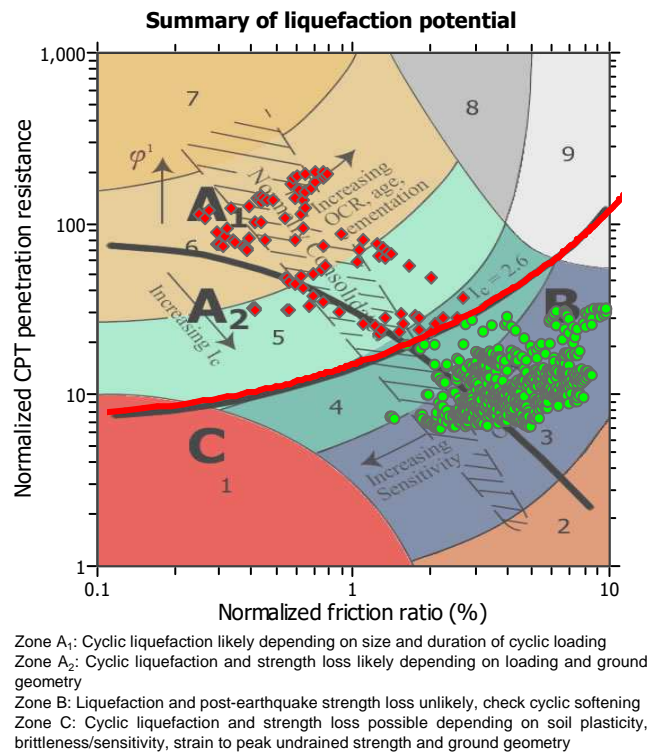 Summary of liquefaction potential
Normalized CPT penetration resistance
1,000
100
10
1
7
8
9
φ¹
A₁
Increasing
OCR, age,
cementation
Normally Consolidated
6
A₂
Increasing Ic
5
Ic = 2.6
B
4
3
C
1
Increasing
Sensitivity
2
0.1
1
10
Normalized friction ratio (%)
Zone A₁: Cyclic liquefaction likely depending on size and duration of cyclic loading
Zone A₂: Cyclic liquefaction and strength loss likely depending on loading and ground
geometry
Zone B: Liquefaction and post-earthquake strength loss unlikely, check cyclic softening
Zone C: Cyclic liquefaction and strength loss possible depending on soil plasticity,
brittleness/sensitivity, strain to peak undrained strength and ground geometry